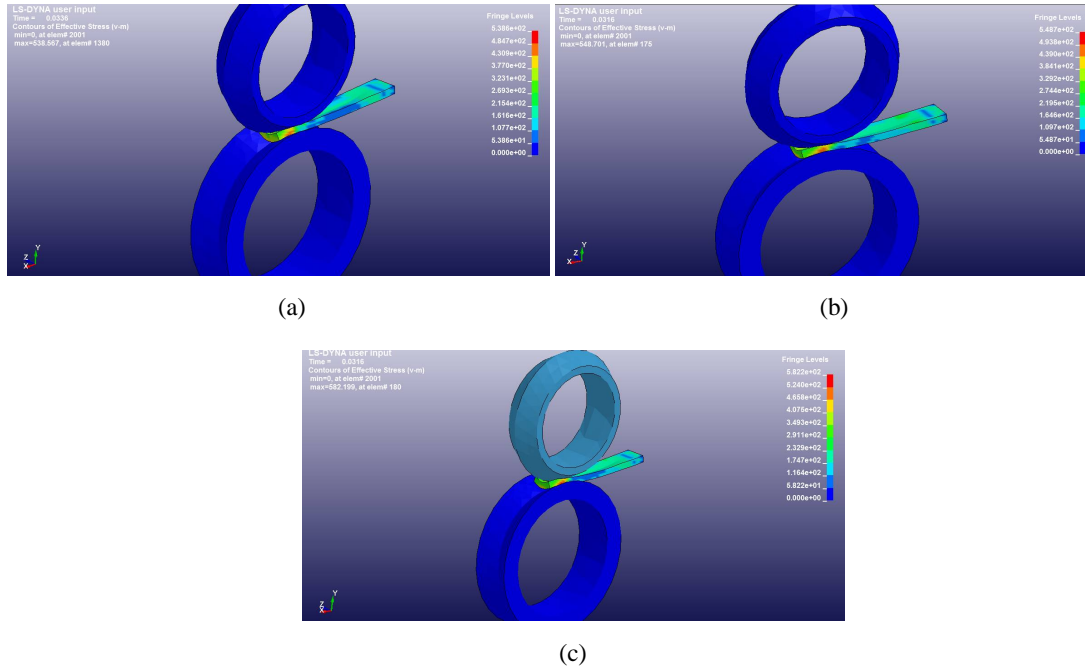 LS-DYNA user input
Time = 0.0336
Contours of Effective Stress (v-m)
min=0, at elem# 2001
max=538.567, at elem# 1380
Fringe Levels
5.386e+02
4.847e+02
4.309e+02
3.770e+02
3.231e+02
2.693e+02
2.154e+02
1.616e+02
1.077e+02
5.386e+01
0.000e+00
Y
Z
X
(a)
LS-DYNA user input
Time = 0.0316
Contours of Effective Stress (v-m)
min=0, at elem# 2001
max=548.701, at elem# 175
Fringe Levels
5.487e+02
4.938e+02
4.390e+02
3.841e+02
3.292e+02
2.744e+02
2.195e+02
1.646e+02
1.097e+02
5.487e+01
0.000e+00
Y
Z
X
(b)
LS-DYNA user input
Time = 0.0316
Contours of Effective Stress (v-m)
min=0, at elem# 2001
max=582.199, at elem# 180
Fringe Levels
5.822e+02
5.240e+02
4.658e+02
4.075e+02
3.493e+02
2.911e+02
2.329e+02
1.747e+02
1.164e+02
5.822e+01
0.000e+00
Y
Z
X
(c)